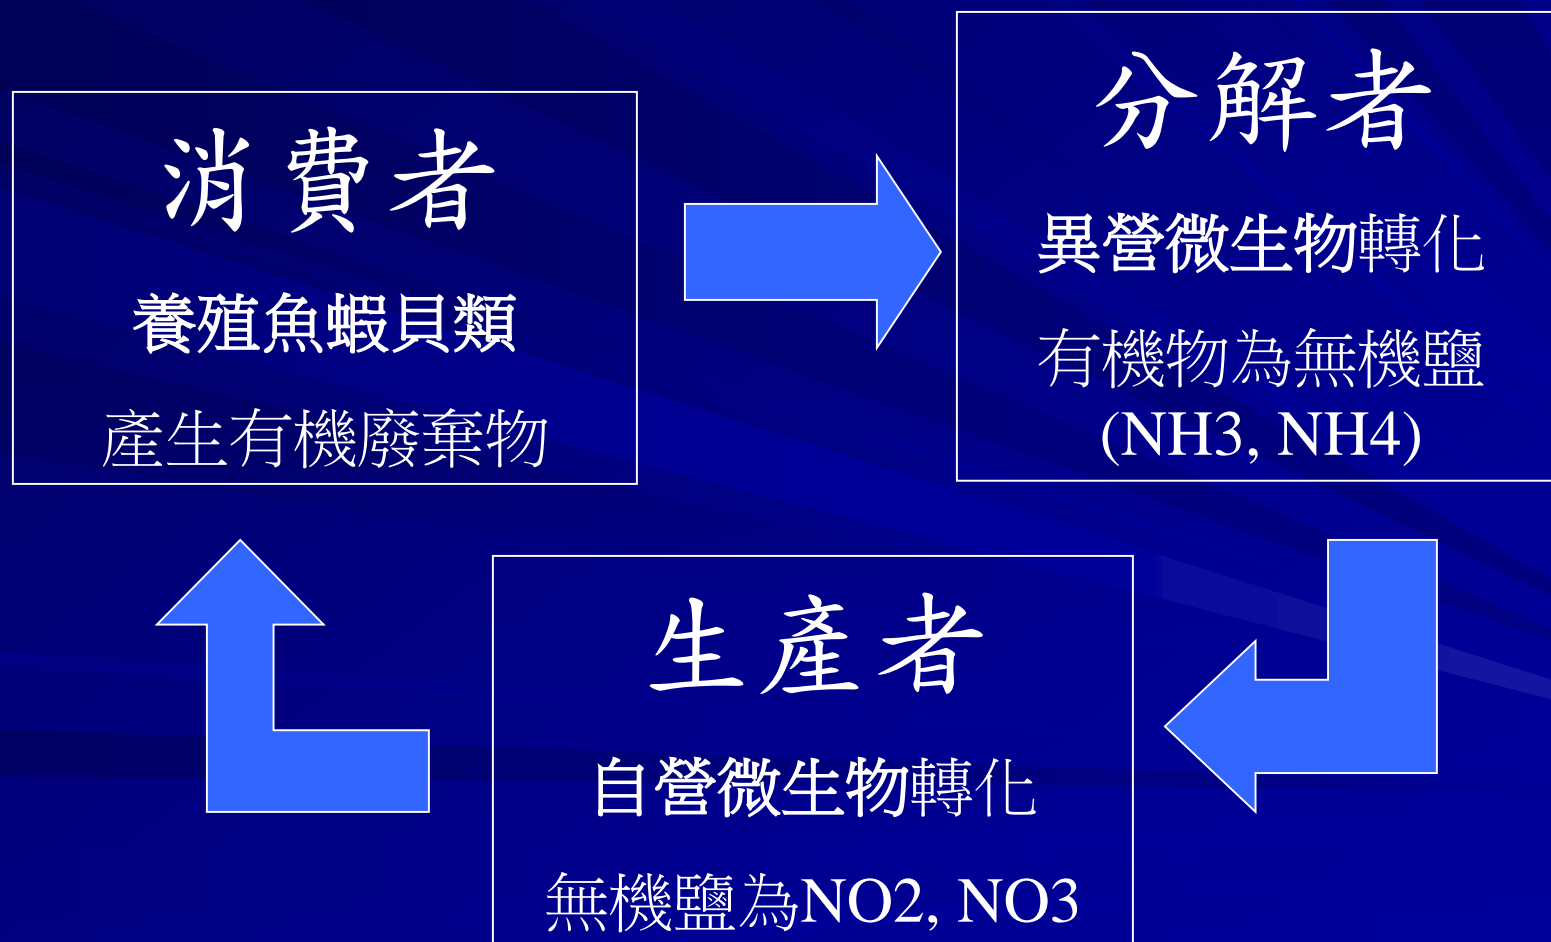 消費者
養殖魚蝦貝類
產生有機廢棄物
分解者
異營微生物轉化
有機物為無機鹽
(NH3, NH4)
生產者
自營微生物轉化
無機鹽為NO2, NO3